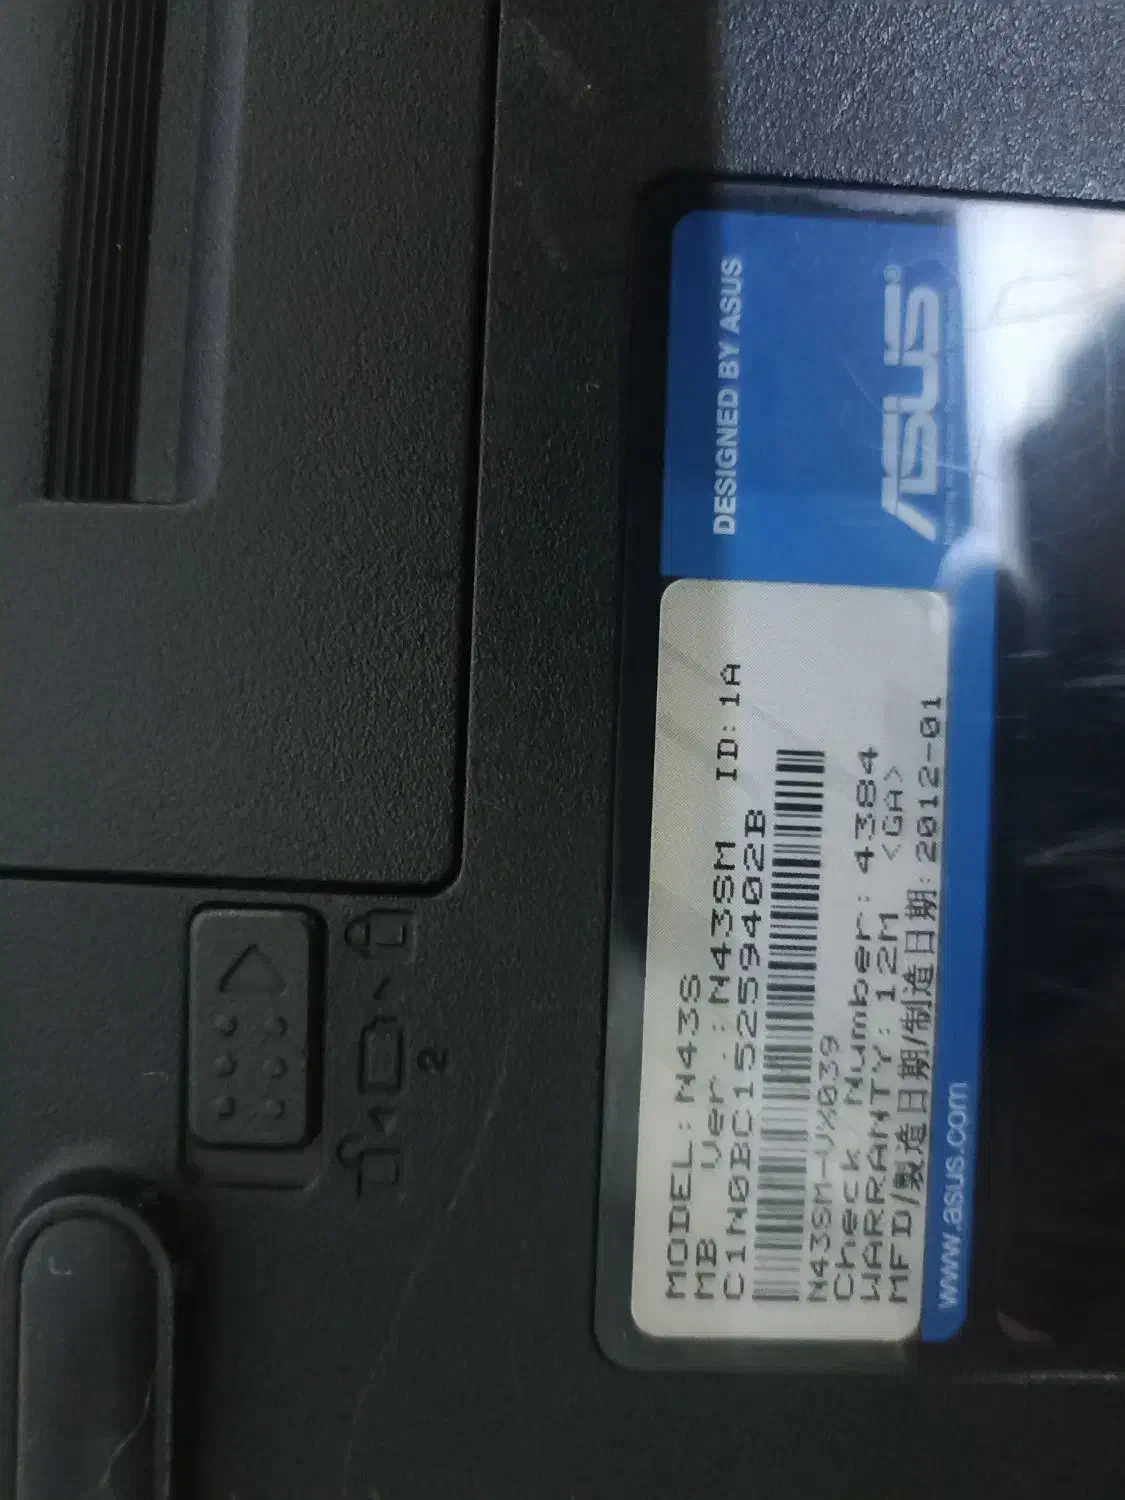 DESIGNED BY ASUS
ASUS®
MODEL:N43S
MB Ver.:N43SM ID:1A
C1N0BC15259402B
N43SM-VX039
Check Number:4384
WARRANTY:12M <GA>
MFD/製造日期/制造日期:2012-01
www.asus.com
2